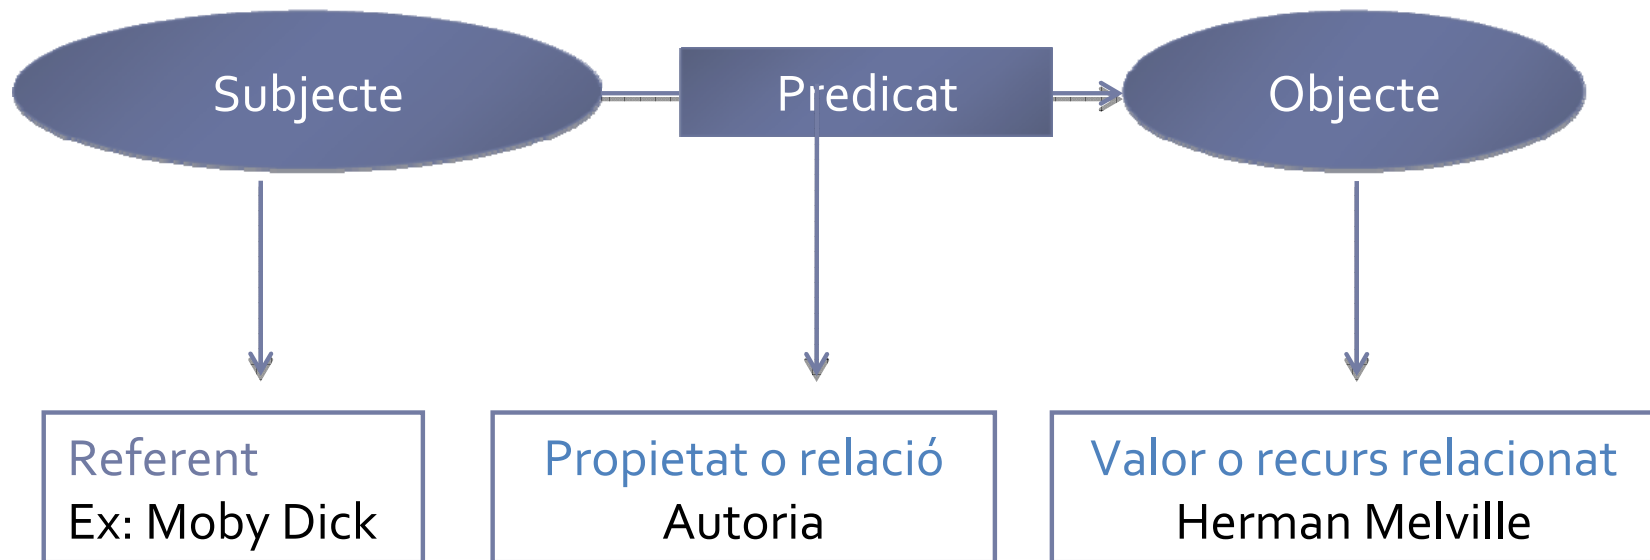 Subjecte
Predicat
Objecte
Referent
Ex: Moby Dick
Propietat o relació
Autoria
Valor o recurs relacionat
Herman Melville